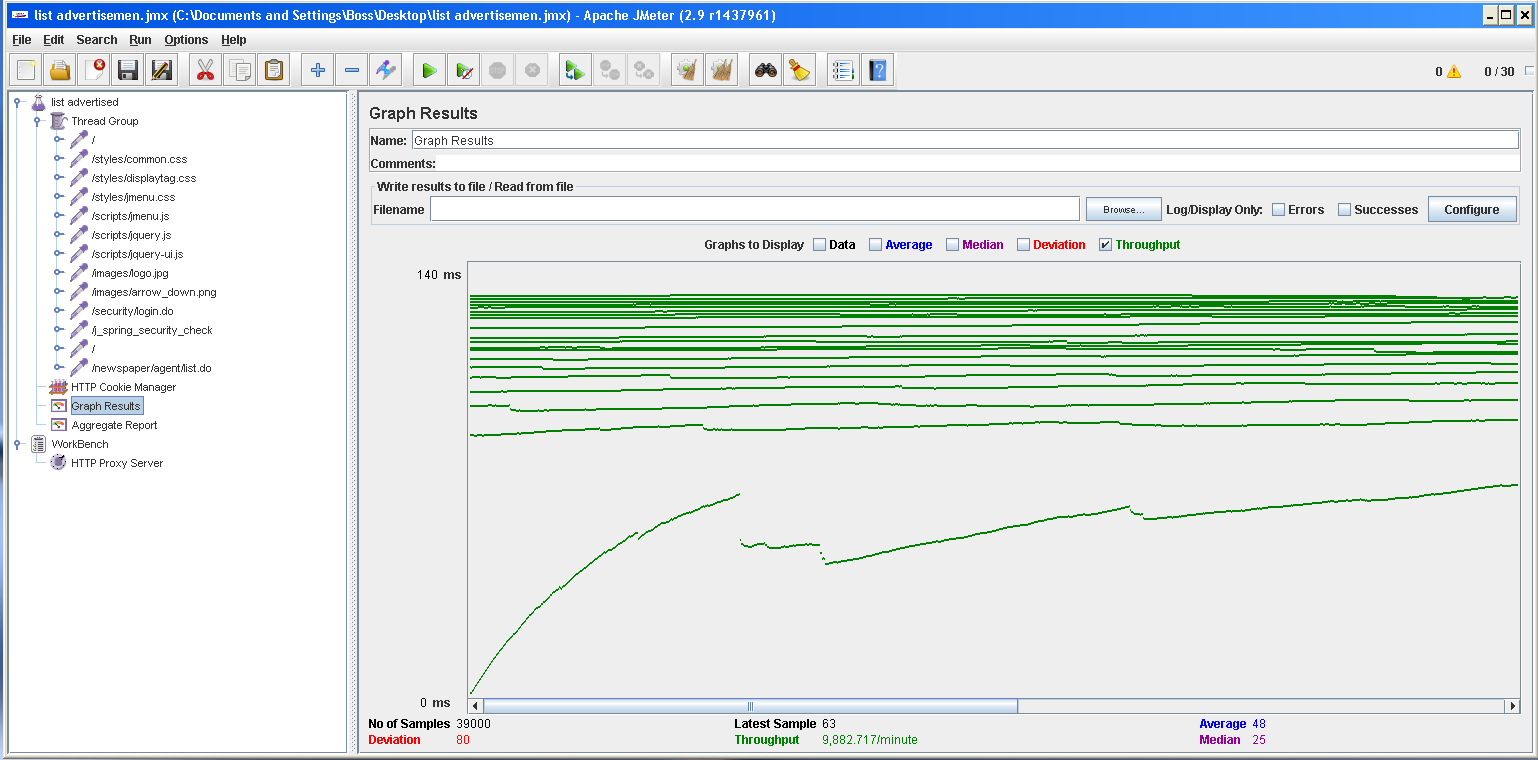 list advertisemen.jmx (C:\Documents and Settings\Boss\Desktop\list advertisemen.jmx) - Apache JMeter (2.9 r1437961)
File Edit Search Run Options Help
0 0 / 30
list advertised
Thread Group
/
/styles/common.css
/styles/displaytag.css
/styles/jmenu.css
/scripts/jmenu.js
/scripts/jquery.js
/scripts/jquery-ui.js
/images/logo.jpg
/images/arrow_down.png
/security/login.do
/j_spring_security_check
/
/newspaper/agent/list.do
HTTP Cookie Manager
Graph Results
Aggregate Report
WorkBench
HTTP Proxy Server
Graph Results
Name: Graph Results
Comments:
Write results to file / Read from file
Filename Browse... Log/Display Only: Errors Successes Configure
Graphs to Display Data Average Median Deviation Throughput
140 ms
0 ms
No of Samples 39000 Latest Sample 63 Average 48
Deviation 80 Throughput 9,882.717/minute Median 25